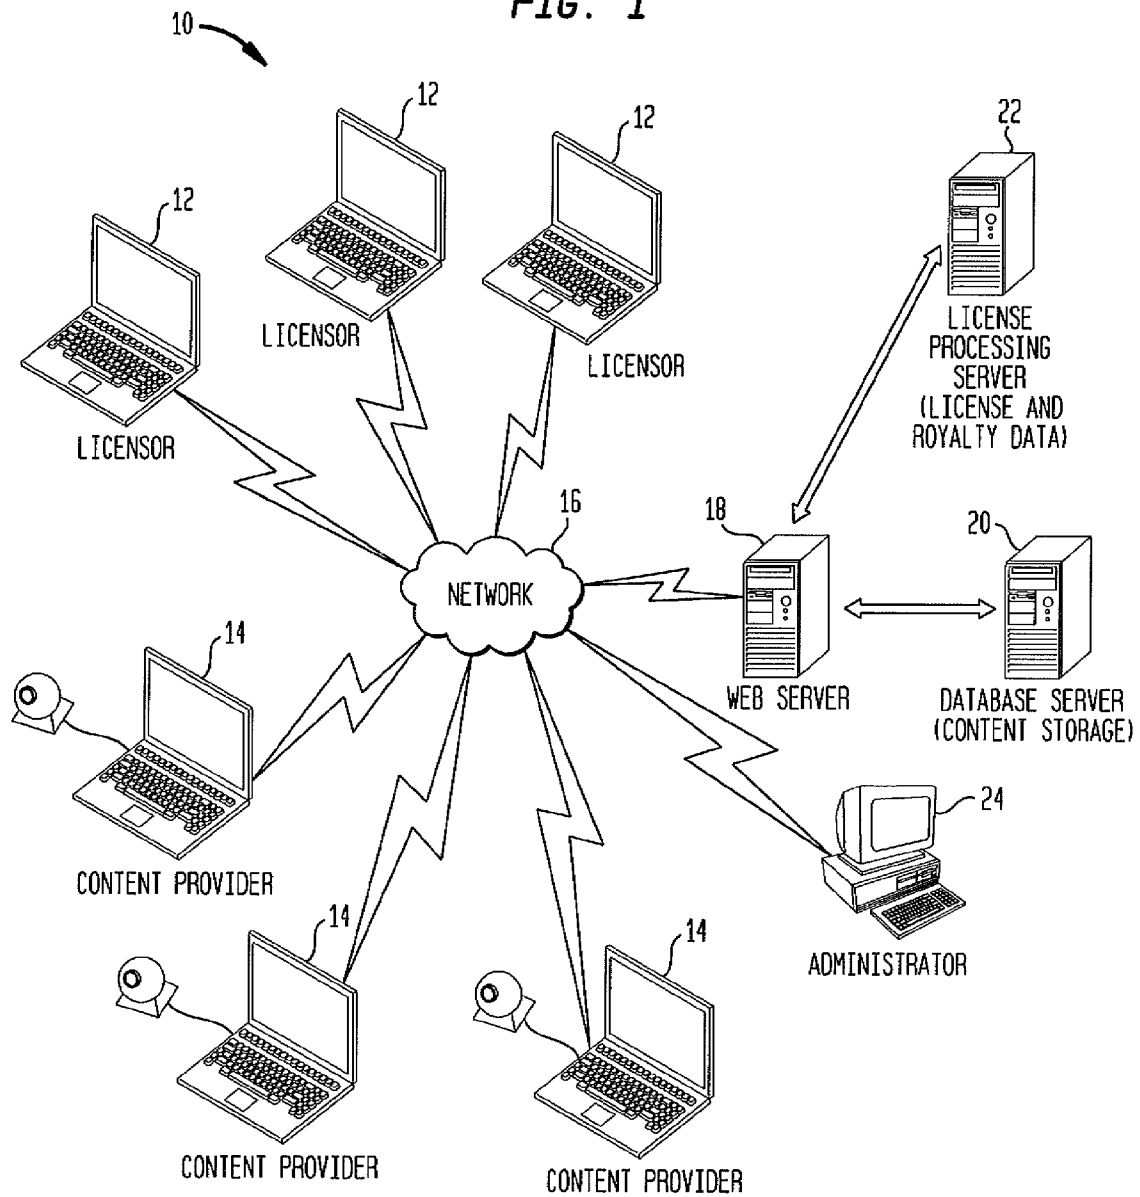 FIG. 1
10
12
12
22
12
LICENSOR
LICENSOR
LICENSOR
LICENSE
PROCESSING
SERVER
(LICENSE AND
ROYALTY DATA)
16
18
20
NETWORK
WEB SERVER
DATABASE SERVER
(CONTENT STORAGE)
14
CONTENT PROVIDER
24
ADMINISTRATOR
14
14
CONTENT PROVIDER
CONTENT PROVIDER